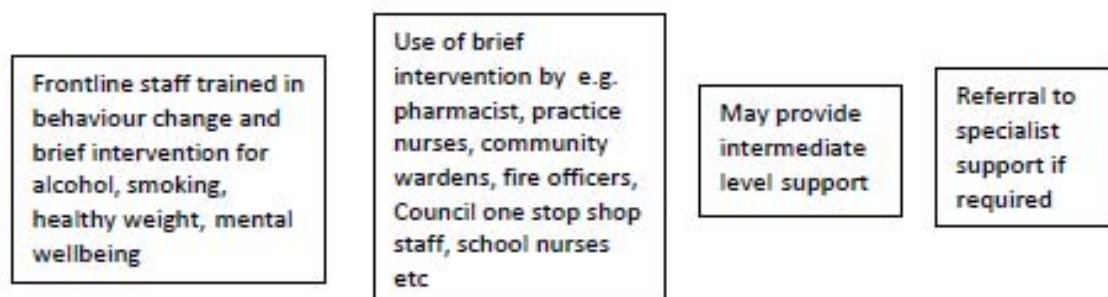 Frontline staff trained in
behaviour change and
brief intervention for
alcohol, smoking,
healthy weight, mental
wellbeing
Use of brief
intervention by e.g.
pharmacist, practice
nurses, community
wardens, fire officers,
Council one stop shop
staff, school nurses
etc
May provide
intermediate
level support
Referral to
specialist
support if
required